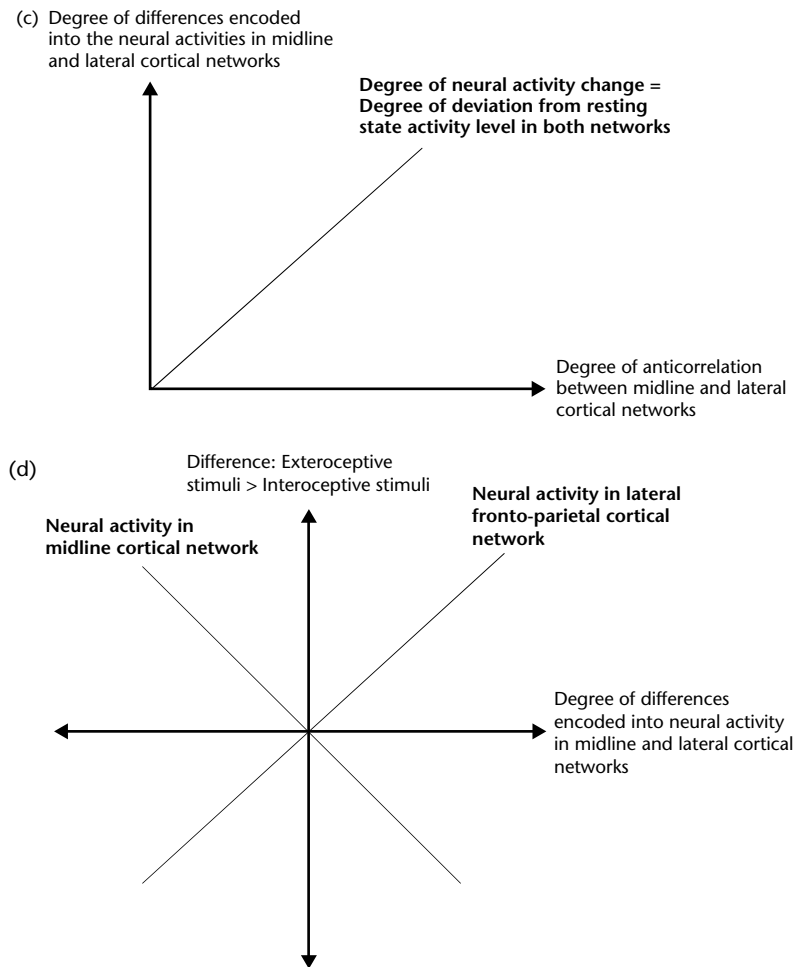 (c) Degree of differences encoded
into the neural activities in midline
and lateral cortical networks
Degree of neural activity change =
Degree of deviation from resting
state activity level in both networks
Degree of anticorrelation
between midline and lateral
cortical networks
(d)
Difference: Exteroceptive
stimuli > Interoceptive stimuli
Neural activity in
midline cortical network
Neural activity in lateral
fronto-parietal cortical
network
Degree of differences
encoded into neural activity
in midline and lateral cortical
networks